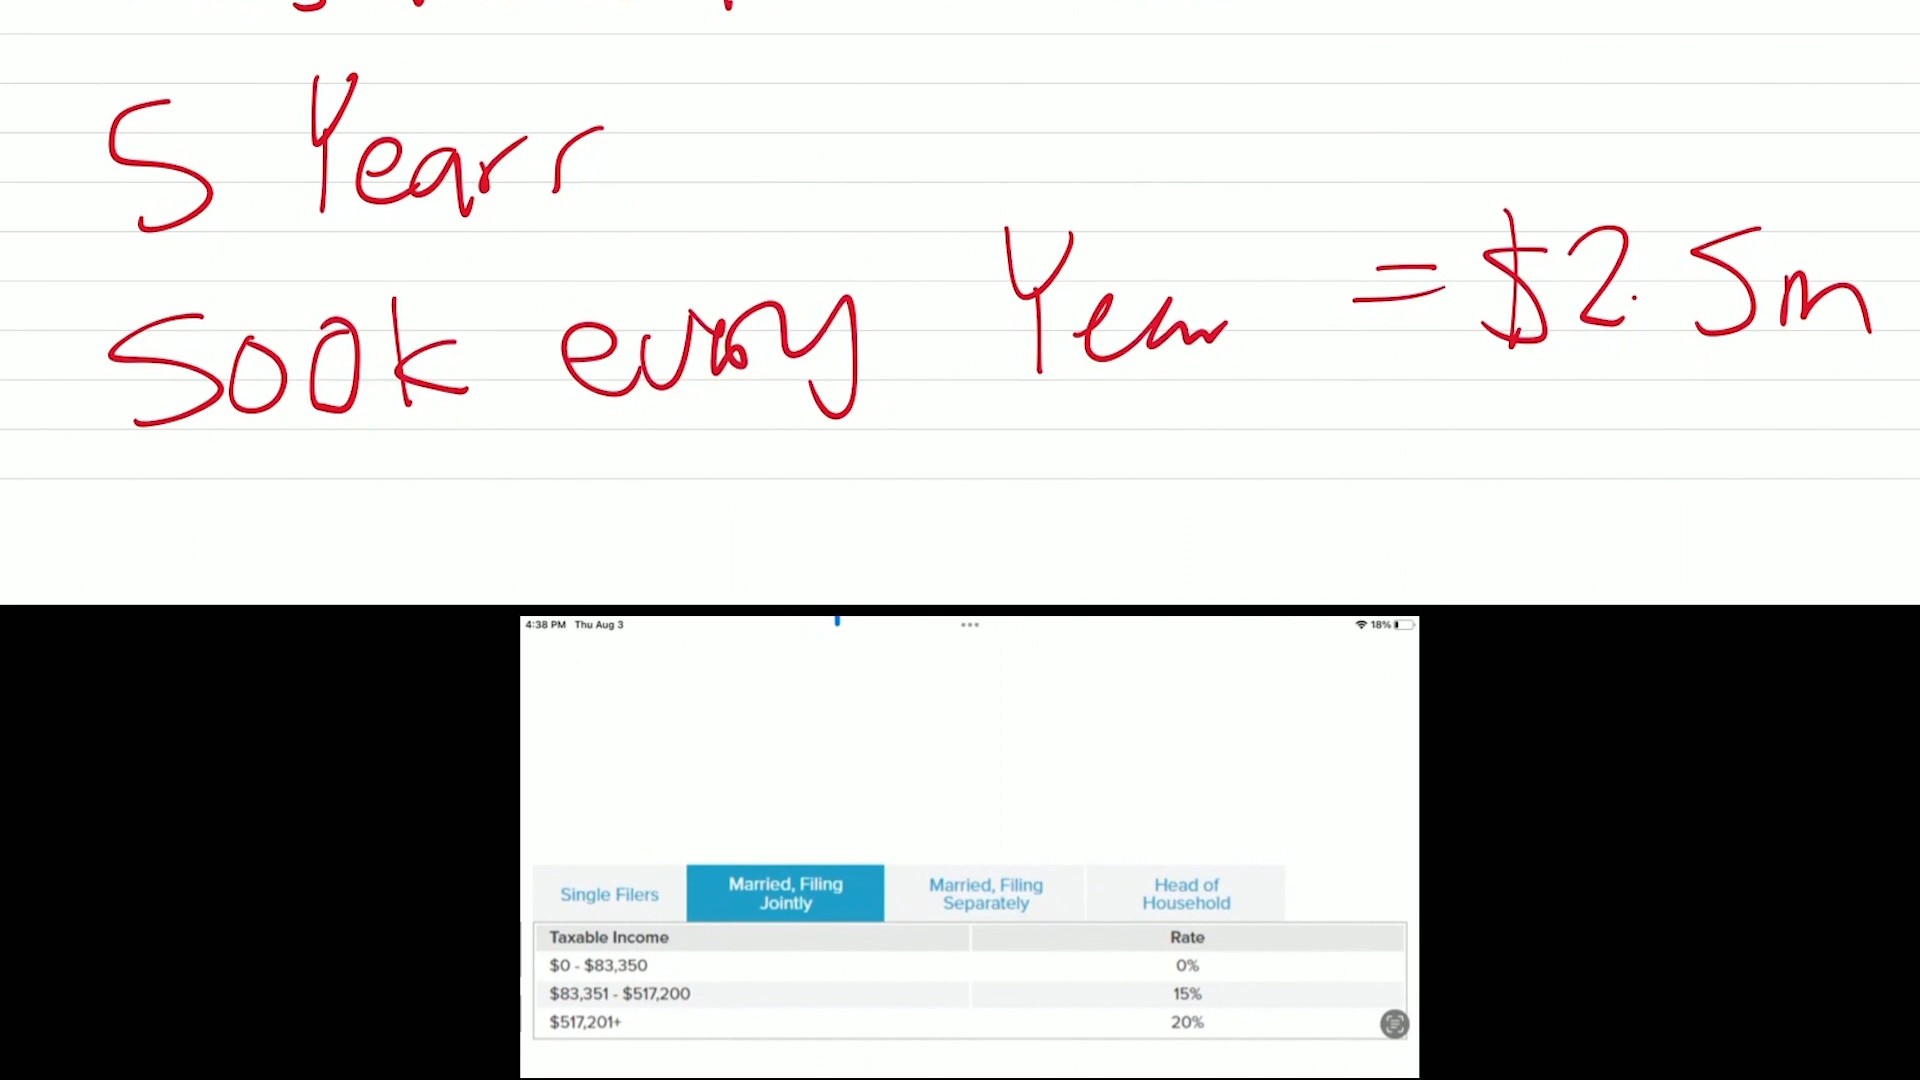 5 Years
500k every Year = $2.5m
4:38 PM Thu Aug 3
18%
Single Filers
Married, Filing Jointly
Married, Filing Separately
Head of Household
Taxable Income Rate
$0 - $83,350 0%
$83,351 - $517,200 15%
$517,201+ 20%